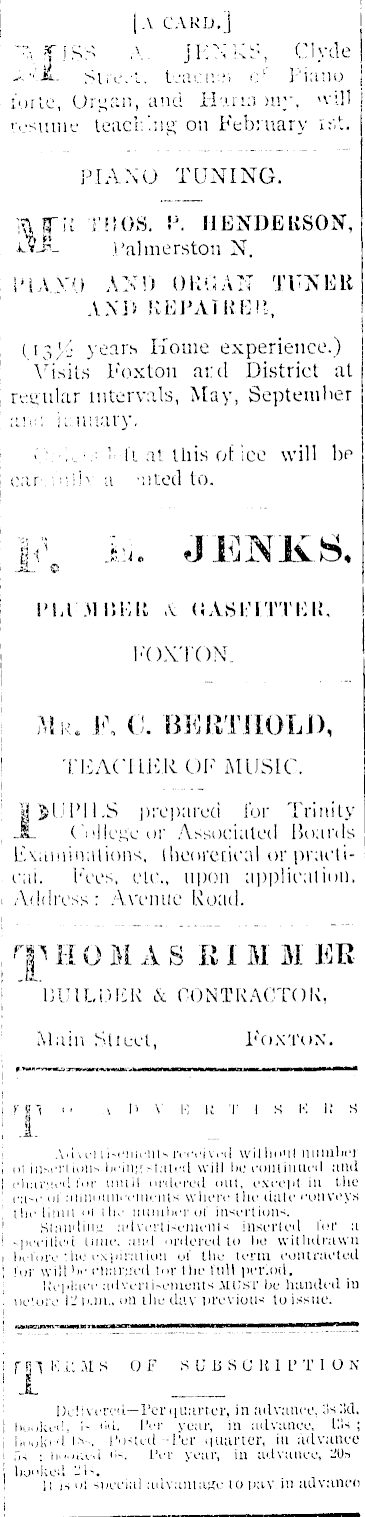 [A CARD.]
MISS A. JENKS, Clyde
Street, teacher of Piano
forte, Organ, and Harmony, will
resume teaching on February 1st.
PIANO TUNING.
MR THOS. P. HENDERSON,
Palmerston N.
PIANO AND ORGAN TUNER
AND REPAIRER,
(13½ years Home experience.)
Visits Foxton and District at
regular intervals, May, September
and January.
Orders left at this office will be
carefully attented to.
F. E. JENKS,
PLUMBER & GASFITTER,
FOXTON.
MR. F. C. BERTHOLD,
TEACHER OF MUSIC.
PUPILS prepared for Trinity
College or Associated Boards
Examinations, theoretical or practi-
cal. Fees, etc., upon application.
Address: Avenue Road.
THOMAS RIMMER
BUILDER & CONTRACTOR,
Main Street, FOXTON.
TO ADVERTISERS
Advertisements received without number
of insertions being stated will be continued and
charged for until ordered out, except in the
case of announcements where the date conveys
the limit of the number of insertions.
Standing advertisements inserted for a
specified time, and ordered to be withdrawn
before the expiration of the term contracted
for will be charged for the full period.
Replace advertisements MUST be handed in
before 12 p.m., on the day previous to issue.
TERMS OF SUBSCRIPTION
Delivered—Per quarter, in advance, 3s 3d.
booked, 4s 6d. Per year, in advance, 13s;
booked 18s. Posted—Per quarter, in advance
5s; booked 6s. Per year, in advance, 20s
booked 24s.
It is of special advantage to pay in advance